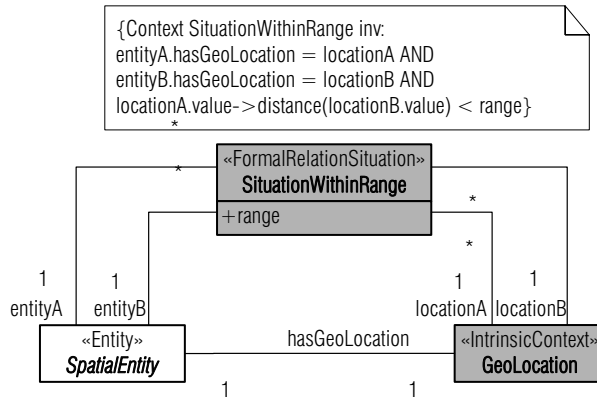 {Context SituationWithinRange inv:
entityA.hasGeoLocation = locationA AND
entityB.hasGeoLocation = locationB AND
locationA.value->distance(locationB.value) < range}
*
«FormalRelationSituation»
SituationWithinRange
+range
*
*
*
1
1
1
1
entityA
entityB
locationA
locationB
«Entity»
SpatialEntity
hasGeoLocation
«IntrinsicContext»
GeoLocation
1
1